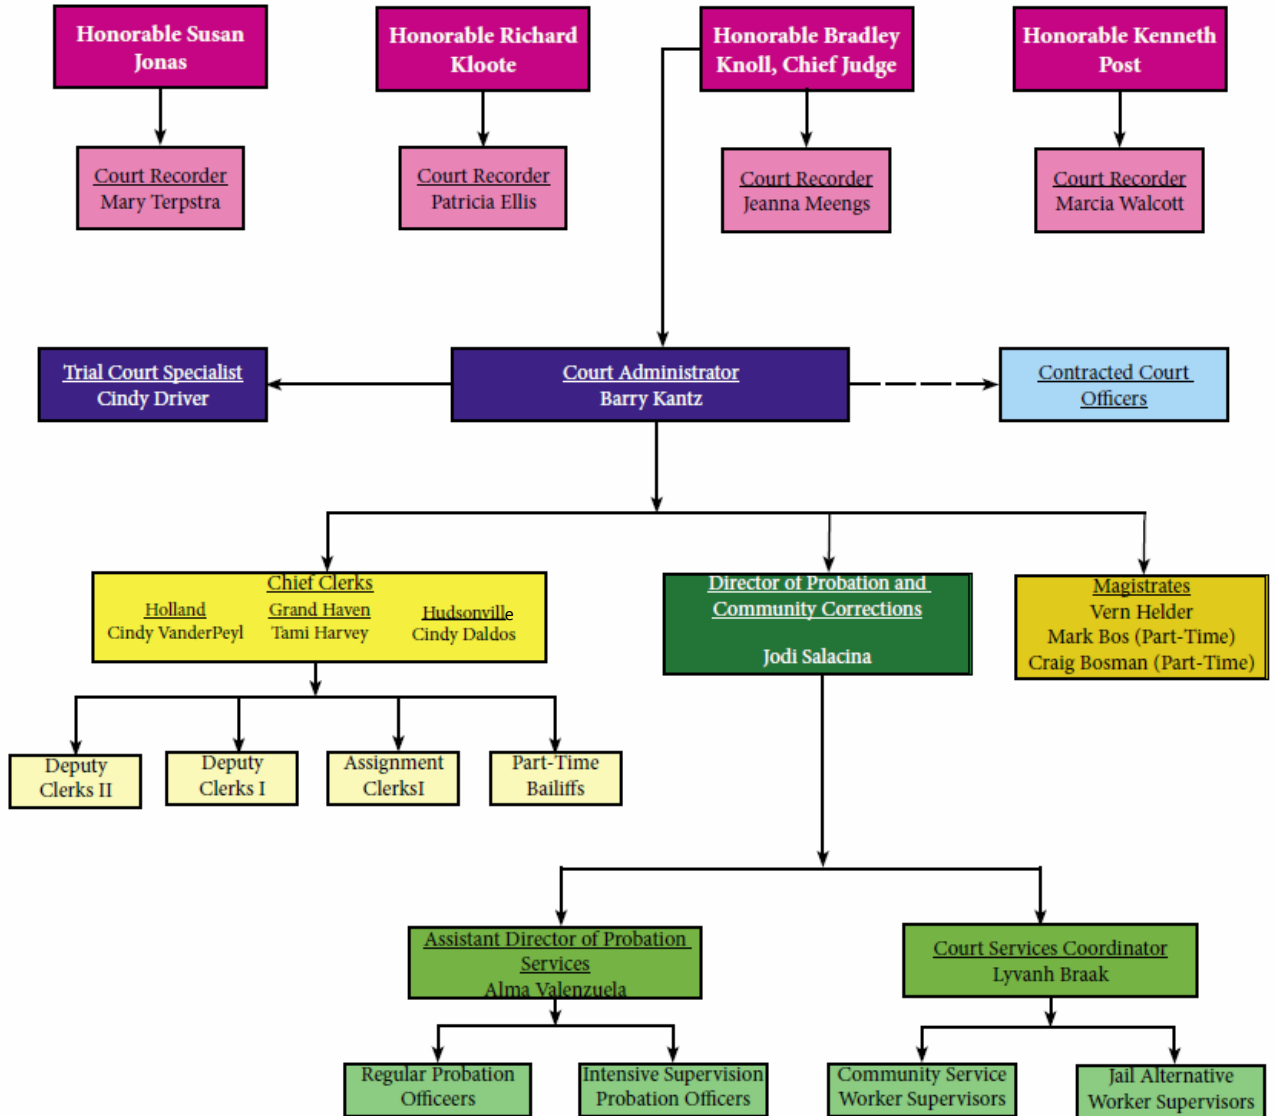 Honorable Susan
Jonas
Honorable Richard
Kloote
Honorable Bradley
Knoll, Chief Judge
Honorable Kenneth
Post
Court Recorder
Mary Terpstra
Court Recorder
Patricia Ellis
Court Recorder
Jeanna Meengs
Court Recorder
Marcia Walcott
Trial Court Specialist
Cindy Driver
Court Administrator
Barry Kantz
Contracted Court
Officers
Chief Clerks
Holland
Cindy VanderPeyl
Grand Haven
Tami Harvey
Hudsonville
Cindy Daldos
Director of Probation and
Community Corrections
Jodi Salacina
Magistrates
Vern Helder
Mark Bos (Part-Time)
Craig Bosman (Part-Time)
Deputy
Clerks II
Deputy
Clerks I
Assignment
ClerksI
Part-Time
Bailiffs
Assistant Director of Probation
Services
Alma Valenzuela
Court Services Coordinator
Lyvanh Braak
Regular Probation
Officeers
Intensive Supervision
Probation Officers
Community Service
Worker Supervisors
Jail Alternative
Worker Supervisors